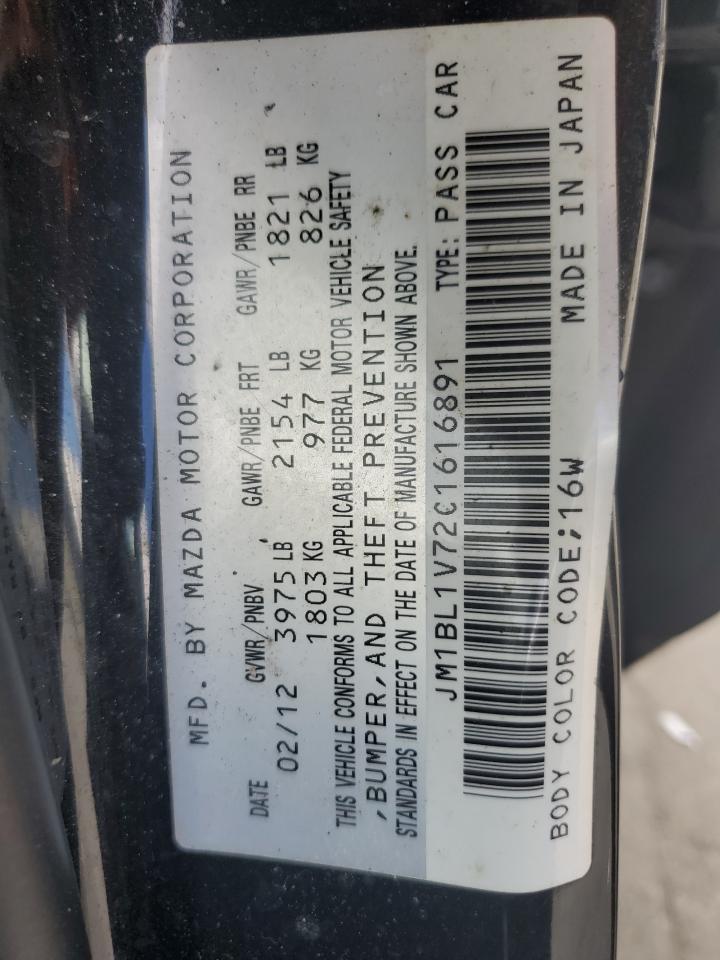 MFD. BY MAZDA MOTOR CORPORATION
DATE GVWR/PNBV GAWR/PNBE FRT GAWR/PNBE RR
02/12 3975 LB 2154 LB 1821 LB
1803 KG 977 KG 826 KG
THIS VEHICLE CONFORMS TO ALL APPLICABLE FEDERAL MOTOR VEHICLE SAFETY
,BUMPER,AND THEFT PREVENTION
STANDARDS IN EFFECT ON THE DATE OF MANUFACTURE SHOWN ABOVE.
JM1BL1V72C1616891 TYPE: PASS CAR
BODY COLOR CODE;16W MADE IN JAPAN